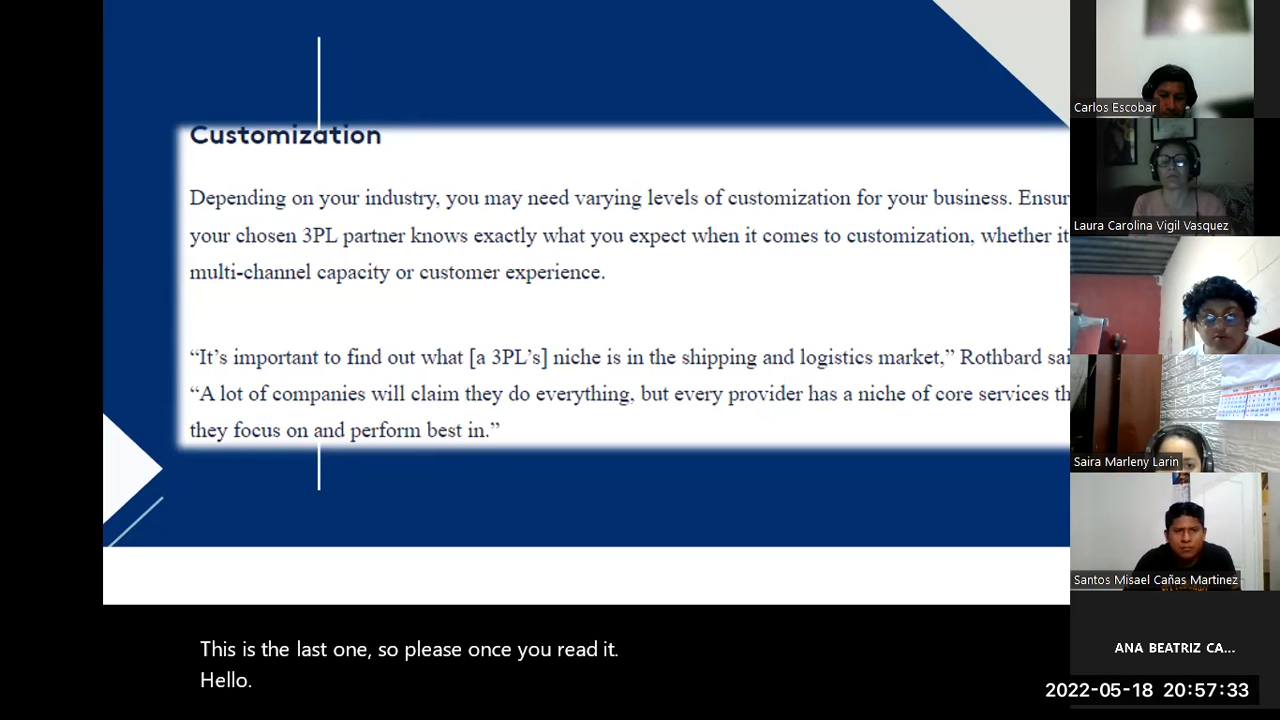 Customization
Depending on your industry, you may need varying levels of customization for your business. Ensur
your chosen 3PL partner knows exactly what you expect when it comes to customization, whether it
multi-channel capacity or customer experience.
“It’s important to find out what [a 3PL’s] niche is in the shipping and logistics market,” Rothbard sai
“A lot of companies will claim they do everything, but every provider has a niche of core services th
they focus on and perform best in.”
This is the last one, so please once you read it.
Hello.
Carlos Escobar
Laura Carolina Vigil Vasquez
Saira Marleny Larin
Santos Misael Cañas Martinez
ANA BEATRIZ CA...
2022-05-18 20:57:33